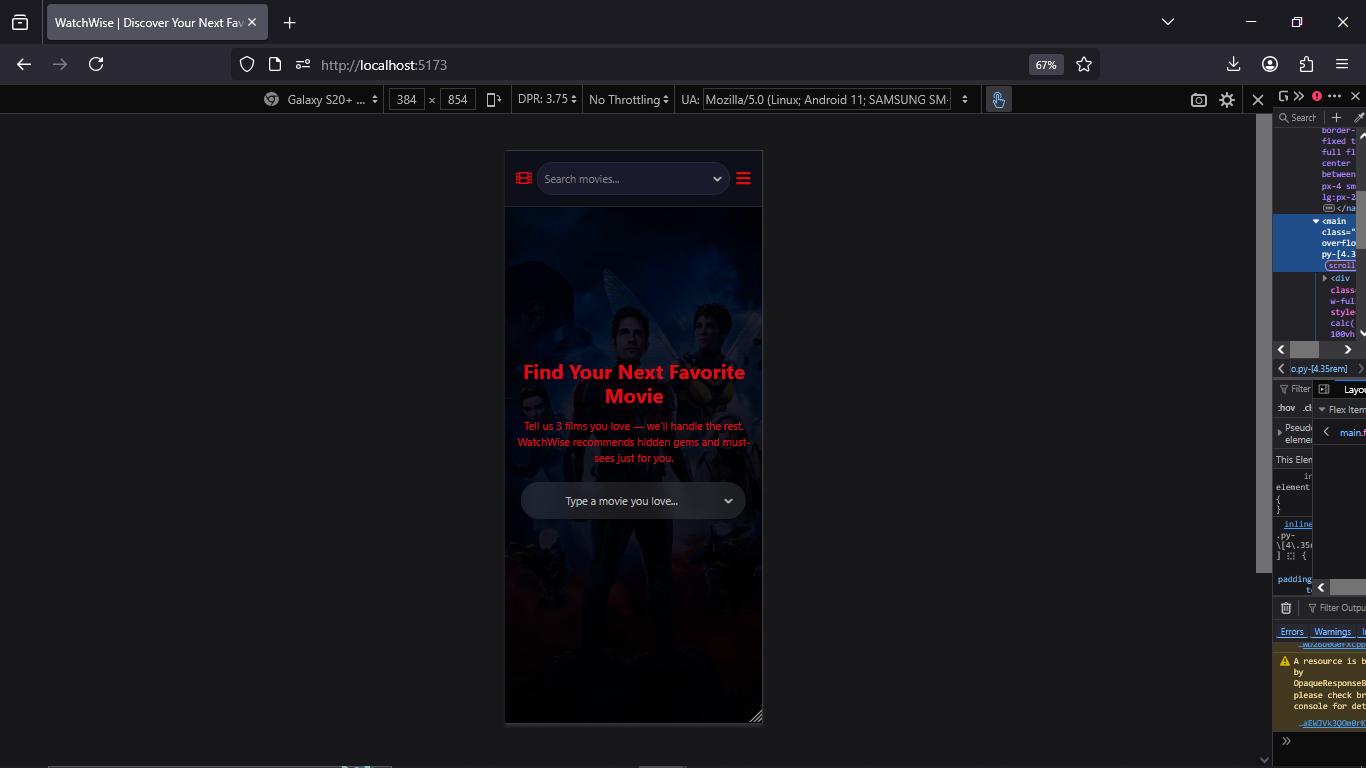 WatchWise | Discover Your Next Fav
http://localhost:5173
67%
Galaxy S20+ ...
384 × 854
DPR: 3.75
No Throttling
UA: Mozilla/5.0 (Linux; Android 11; SAMSUNG SM-
Search movies...
Find Your Next Favorite
Movie
Tell us 3 films you love — we'll handle the rest.
WatchWise recommends hidden gems and must-
sees just for you.
Type a movie you love...
Search
border-
fixed t
full fl
center
between
px-4 sm
lg:px-2
</na
<main
class="
overflo
py-[4.3
scroll
<div
class
w-ful
style
calc(
100vh
o.py-[4.35rem]
Filter
Layou
:hov .cl
Flex Item
Pseudo
elemen
main.f
This Elem
in
element
{
}
inline
.py-
\[4\.35r
] {
padding
to
Filter Outpu
Errors Warnings
A resource is b
by
OpaqueResponseB
please check br
console for det